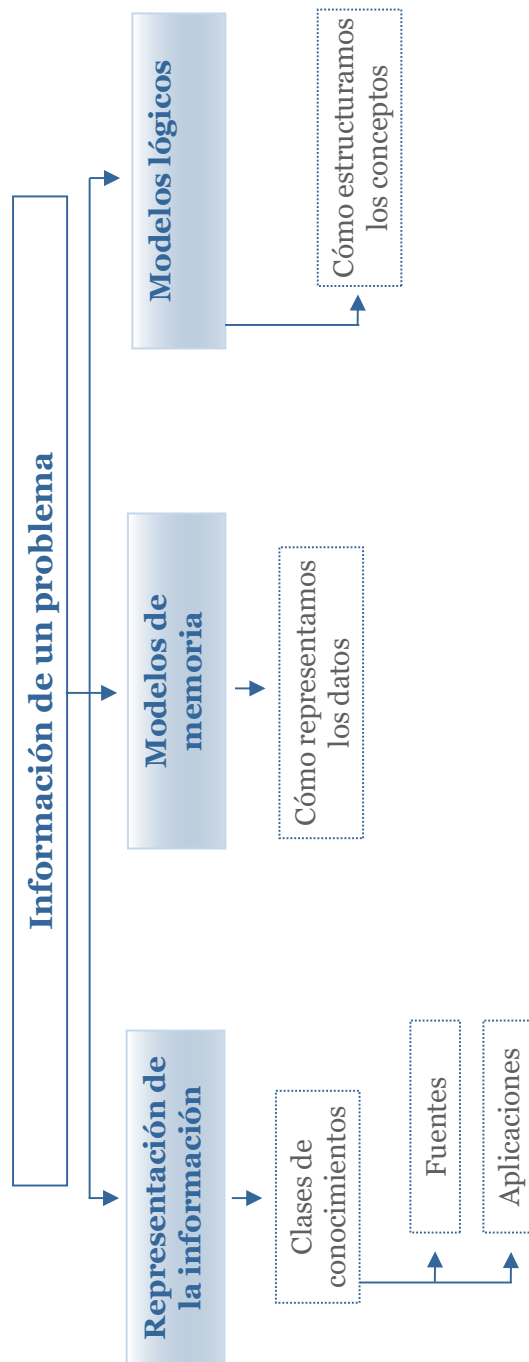 Información de un problema
Representación de
la información
Clases de
conocimientos
Fuentes
Aplicaciones
Modelos de
memoria
Cómo representamos
los datos
Modelos lógicos
Cómo estructuramos
los conceptos